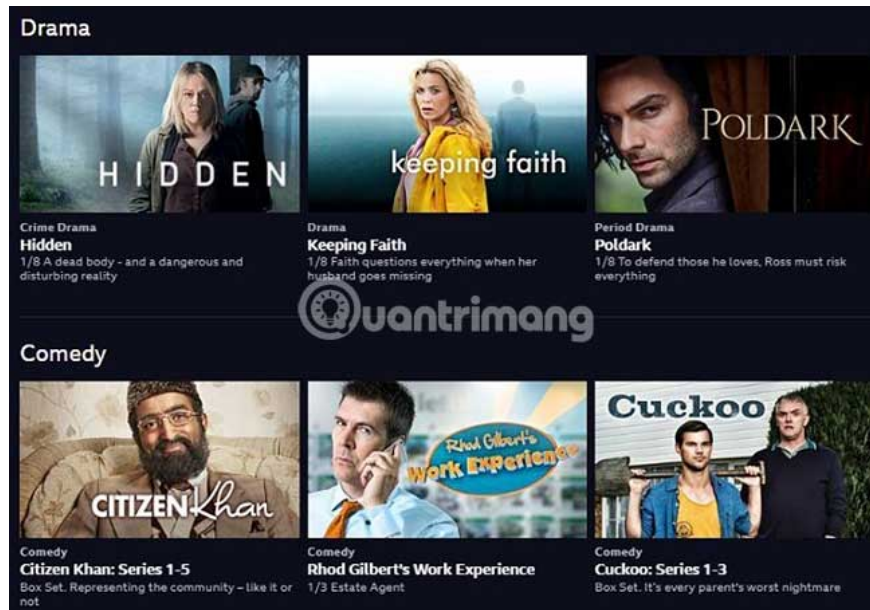 Drama
HIDDEN
keeping faith
POLDARK
Crime Drama
Hidden
1/8 A dead body - and a dangerous and
disturbing reality
Drama
Keeping Faith
1/8 Faith questions everything when her
husband goes missing
Period Drama
Poldark
1/8 To defend those he loves, Ross must risk
everything
Quantrimang
Comedy
CITIZEN Khan
Rhod Gilbert's
Work Experience
Cuckoo
Comedy
Citizen Khan: Series 1-5
Box Set. Representing the community – like it or
not
Comedy
Rhod Gilbert's Work Experience
1/3 Estate Agent
Comedy
Cuckoo: Series 1-3
Box Set. It's every parent's worst nightmare